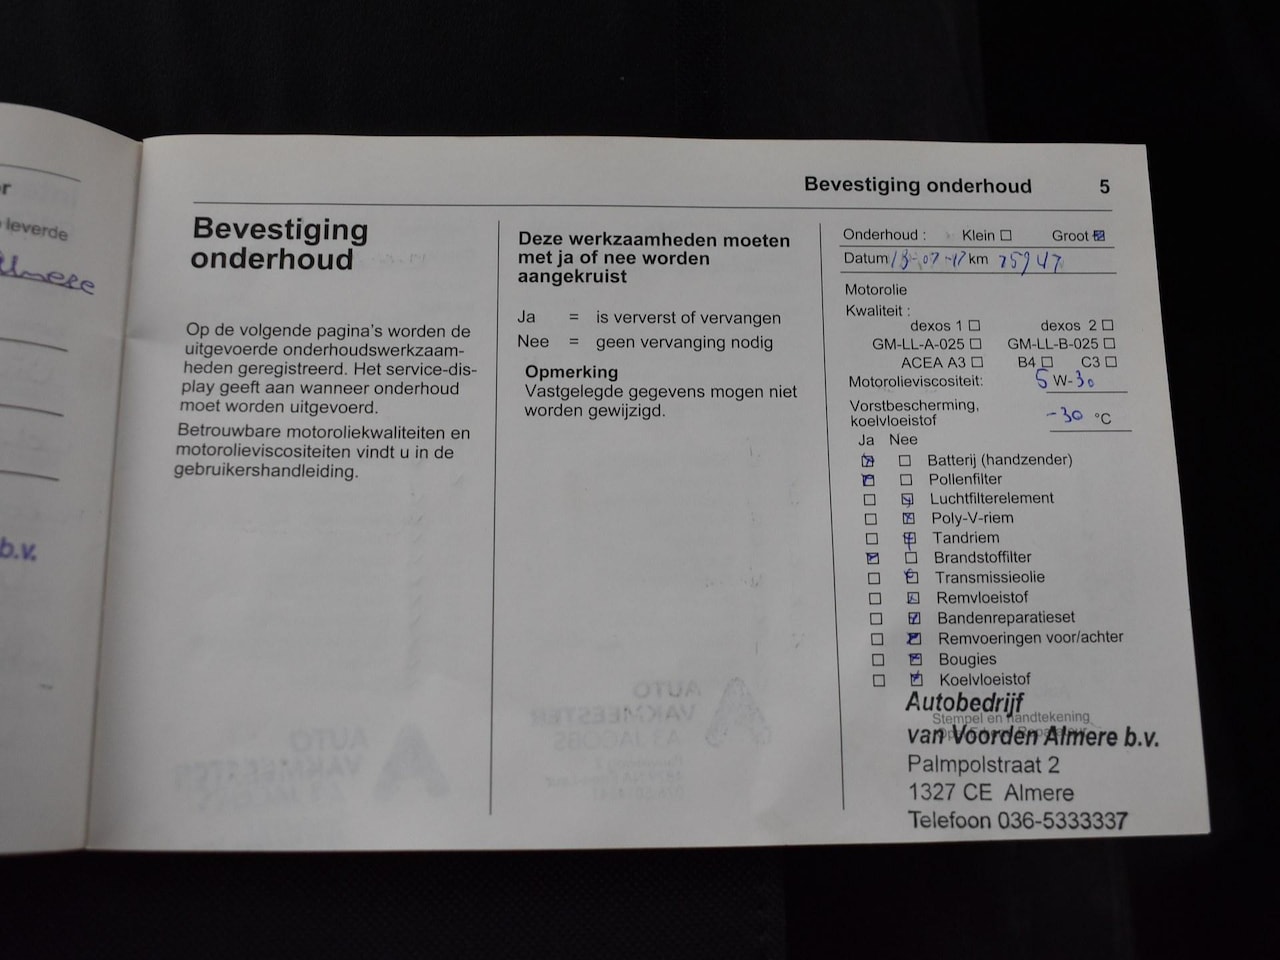 r
leverde
b.v.
Bevestiging onderhoud 5
Bevestiging
onderhoud
Op de volgende pagina's worden de
uitgevoerde onderhoudswerkzaam-
heden geregistreerd. Het service-dis-
play geeft aan wanneer onderhoud
moet worden uitgevoerd.
Betrouwbare motoroliekwaliteiten en
motorolieviscositeiten vindt u in de
gebruikershandleiding.
Deze werkzaamheden moeten
met ja of nee worden
aangekruist
Ja = is ververst of vervangen
Nee = geen vervanging nodig
Opmerking
Vastgelegde gegevens mogen niet
worden gewijzigd.
Onderhoud : Klein Groot
Datum 13-07-17 km 75947
Motorolie
Kwaliteit :
dexos 1 dexos 2
GM-LL-A-025 GM-LL-B-025
ACEA A3 B4 C3
Motorolieviscositeit: 5 W-30
Vorstbescherming,
koelvloeistof -30 °C
Ja Nee
Batterij (handzender)
Pollenfilter
Luchtfilterelement
Poly-V-riem
Tandriem
Brandstoffilter
Transmissieolie
Remvloeistof
Bandenreparatieset
Remvoeringen voor/achter
Bougies
Koelvloeistof
Autobedrijf
Stempel en handtekening
van Voorden Almere b.v.
Palmpolstraat 2
1327 CE Almere
Telefoon 036-5333337